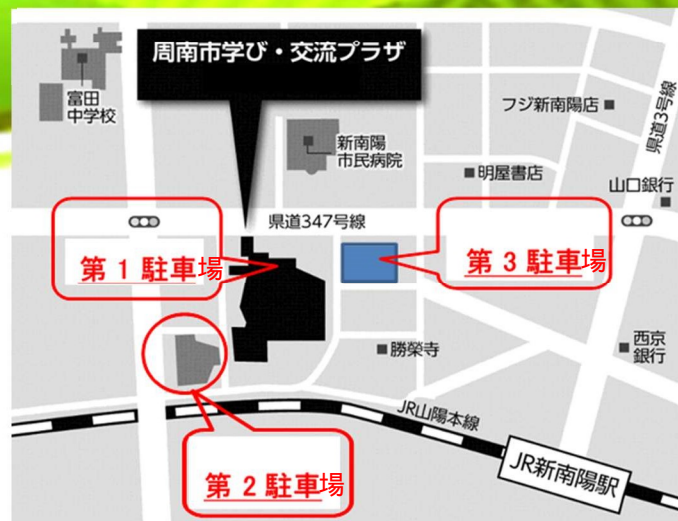 周南市学び・交流プラザ
富田
中学校
フジ新南陽店
県道3号線
新南陽
市民病院
明屋書店
山口銀行
県道347号線
第1駐車場
第3駐車場
勝榮寺
西京
銀行
JR山陽本線
第2駐車場
JR新南陽駅